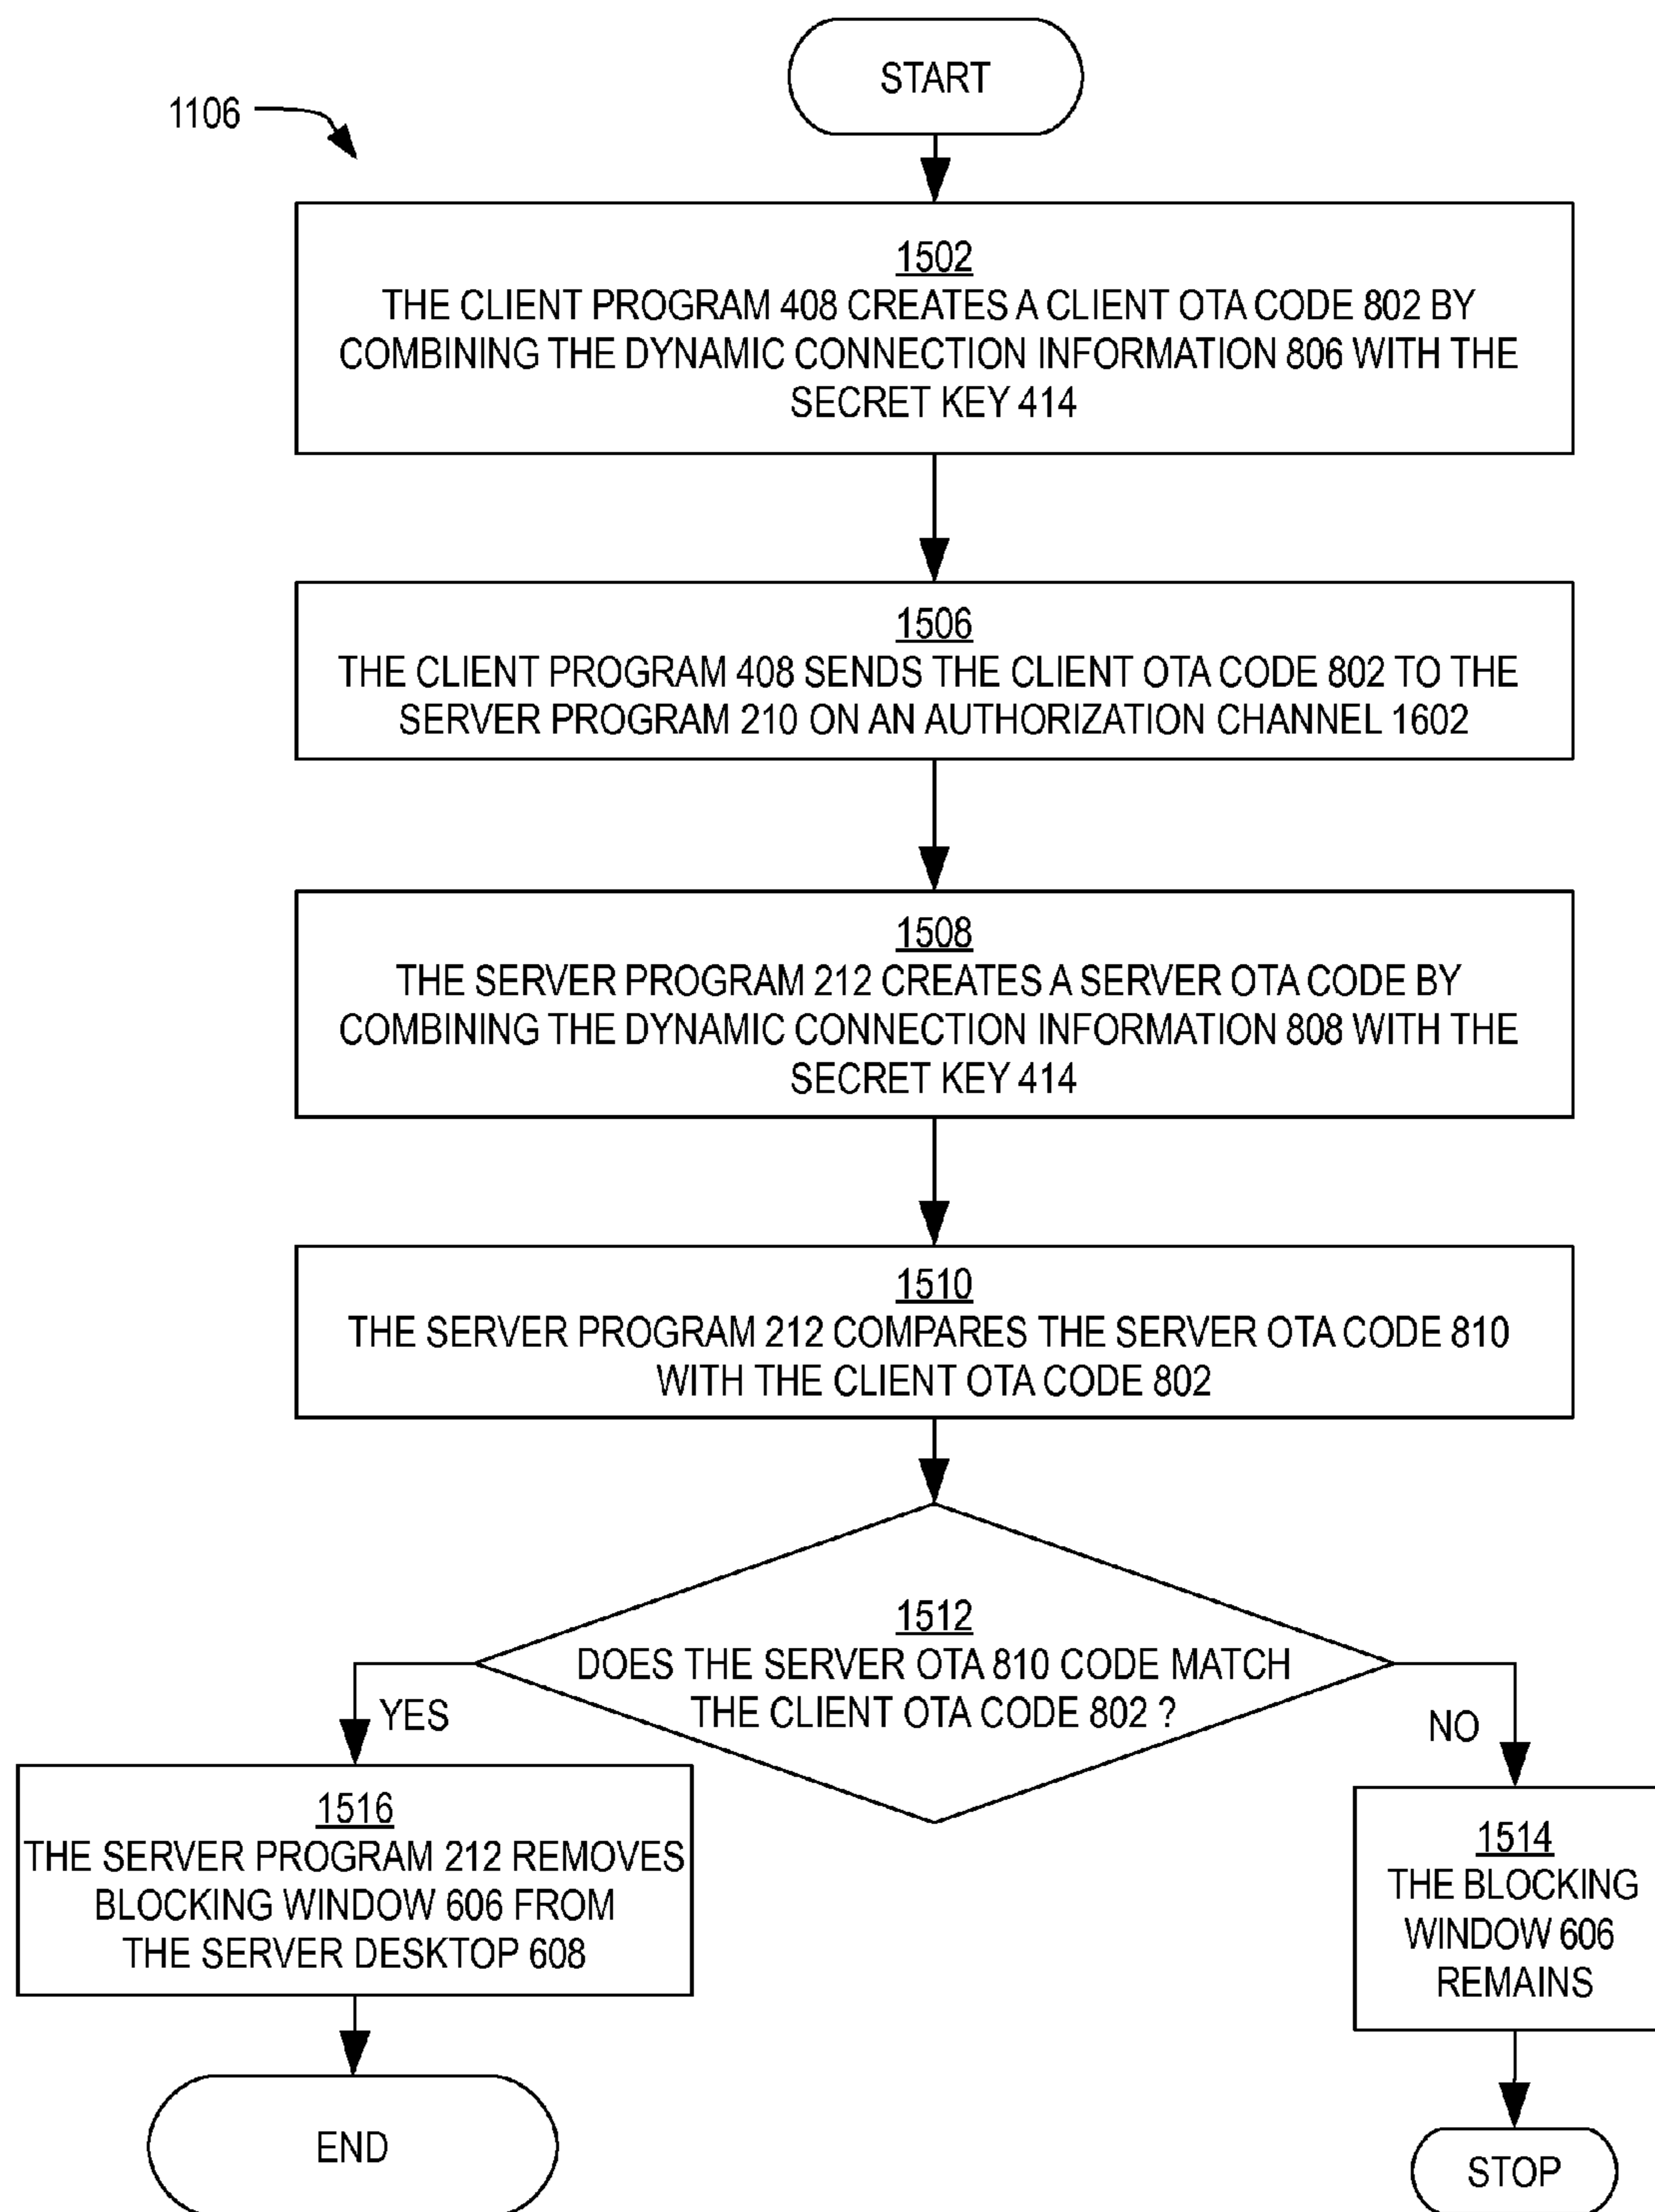 START
1106
1502
THE CLIENT PROGRAM 408 CREATES A CLIENT OTA CODE 802 BY
COMBINING THE DYNAMIC CONNECTION INFORMATION 806 WITH THE
SECRET KEY 414
1506
THE CLIENT PROGRAM 408 SENDS THE CLIENT OTA CODE 802 TO THE
SERVER PROGRAM 210 ON AN AUTHORIZATION CHANNEL 1602
1508
THE SERVER PROGRAM 212 CREATES A SERVER OTA CODE BY
COMBINING THE DYNAMIC CONNECTION INFORMATION 808 WITH THE
SECRET KEY 414
1510
THE SERVER PROGRAM 212 COMPARES THE SERVER OTA CODE 810
WITH THE CLIENT OTA CODE 802
1512
DOES THE SERVER OTA 810 CODE MATCH
THE CLIENT OTA CODE 802 ?
YES
NO
1516
THE SERVER PROGRAM 212 REMOVES
BLOCKING WINDOW 606 FROM
THE SERVER DESKTOP 608
1514
THE BLOCKING
WINDOW 606
REMAINS
END
STOP